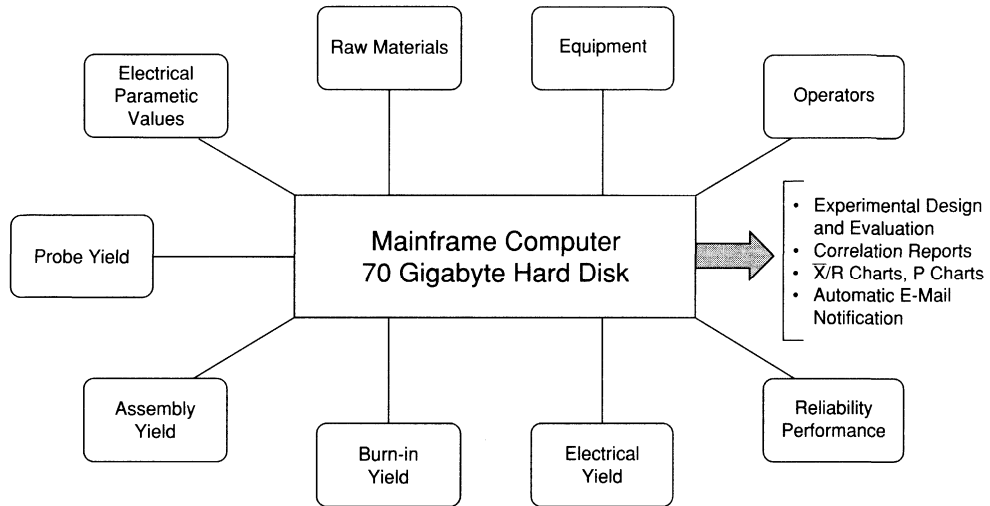 Raw Materials
Equipment
Electrical
Parametic
Values
Operators
Probe Yield
Mainframe Computer
70 Gigabyte Hard Disk
• Experimental Design
and Evaluation
• Correlation Reports
• X̅/R Charts, P Charts
• Automatic E-Mail
Notification
Assembly
Yield
Burn-in
Yield
Electrical
Yield
Reliability
Performance